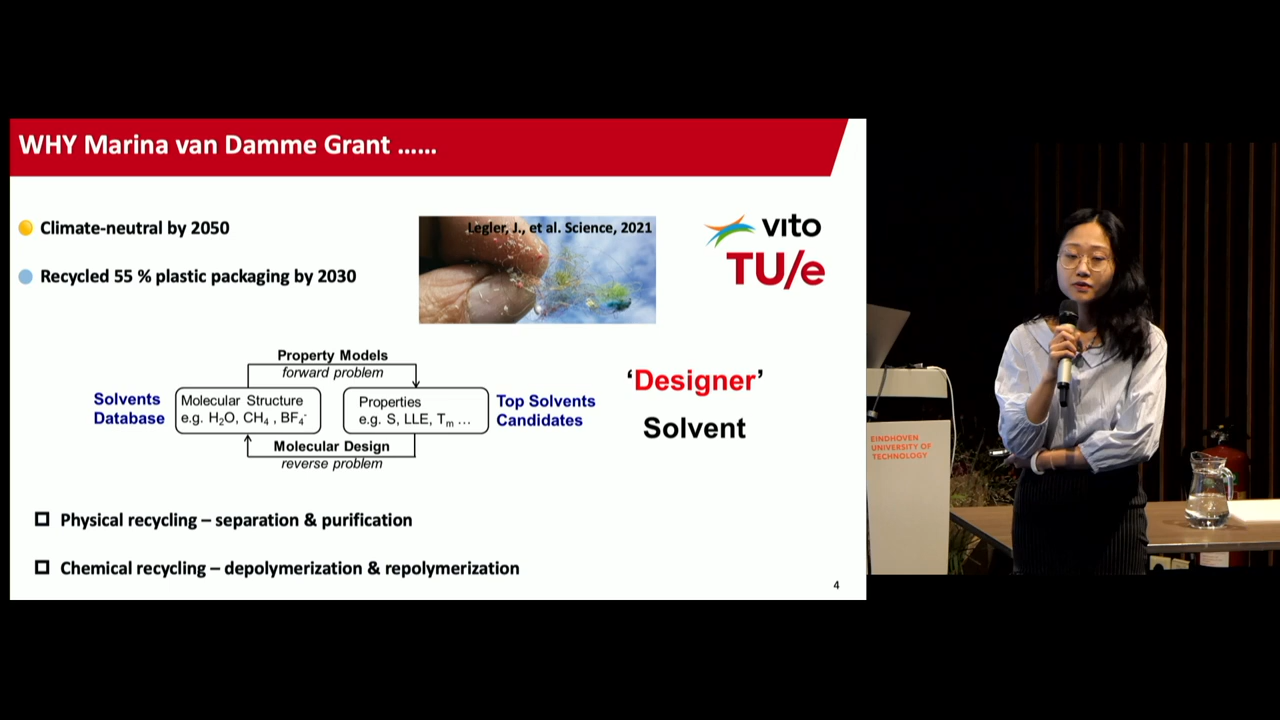 WHY Marina van Damme Grant ......
Climate-neutral by 2050
Recycled 55 % plastic packaging by 2030
Legler, J., et al. Science, 2021
vito
TU/e
Property Models
forward problem
Solvents
Database
Molecular Structure
e.g. H₂O, CH₄ , BF₄⁻
Properties
e.g. S, LLE, Tₘ ...
Top Solvents
Candidates
Molecular Design
reverse problem
‘Designer’
Solvent
Physical recycling – separation & purification
Chemical recycling – depolymerization & repolymerization
4
EINDHOVEN
UNIVERSITY OF
TECHNOLOGY